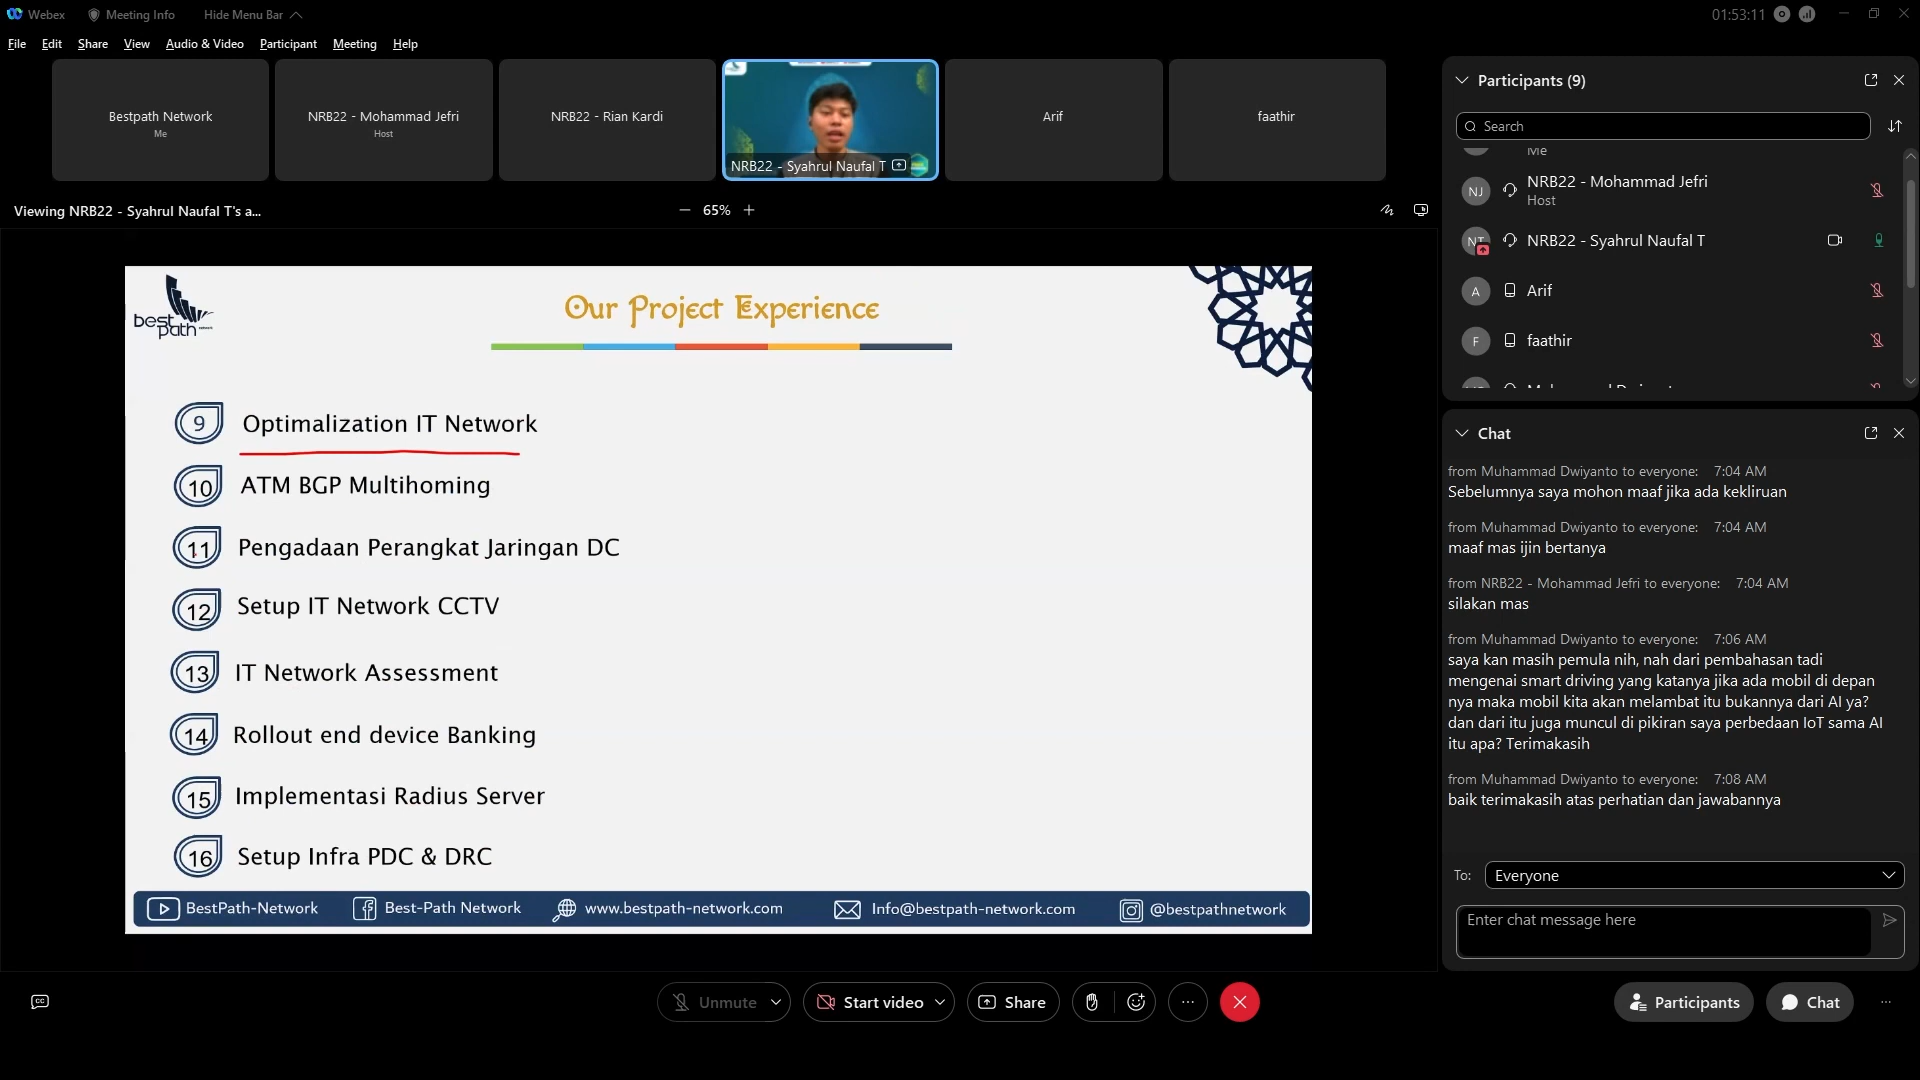 Webex
Meeting Info
Hide Menu Bar
01:53:11
File Edit Share View Audio & Video Participant Meeting Help
Bestpath Network
Me
NRB22 - Mohammad Jefri
Host
NRB22 - Rian Kardi
NRB22 - Syahrul Naufal T
Arif
faathir
Viewing NRB22 - Syahrul Naufal T's a...
65%
best path
Our Project Experience
9 Optimalization IT Network
10 ATM BGP Multihoming
11 Pengadaan Perangkat Jaringan DC
12 Setup IT Network CCTV
13 IT Network Assessment
14 Rollout end device Banking
15 Implementasi Radius Server
16 Setup Infra PDC & DRC
BestPath-Network
Best-Path Network
www.bestpath-network.com
Info@bestpath-network.com
@bestpathnetwork
Participants (9)
Search
Me
NJ
NRB22 - Mohammad Jefri
Host
NT
NRB22 - Syahrul Naufal T
A
Arif
F
faathir
Chat
from Muhammad Dwiyanto to everyone: 7:04 AM
Sebelumnya saya mohon maaf jika ada kekliruan
from Muhammad Dwiyanto to everyone: 7:04 AM
maaf mas ijin bertanya
from NRB22 - Mohammad Jefri to everyone: 7:04 AM
silakan mas
from Muhammad Dwiyanto to everyone: 7:06 AM
saya kan masih pemula nih, nah dari pembahasan tadi
mengenai smart driving yang katanya jika ada mobil di depan
nya maka mobil kita akan melambat itu bukannya dari AI ya?
dan dari itu juga muncul di pikiran saya perbedaan IoT sama AI
itu apa? Terimakasih
from Muhammad Dwiyanto to everyone: 7:08 AM
baik terimakasih atas perhatian dan jawabannya
To: Everyone
Enter chat message here
Unmute
Start video
Share
Participants
Chat